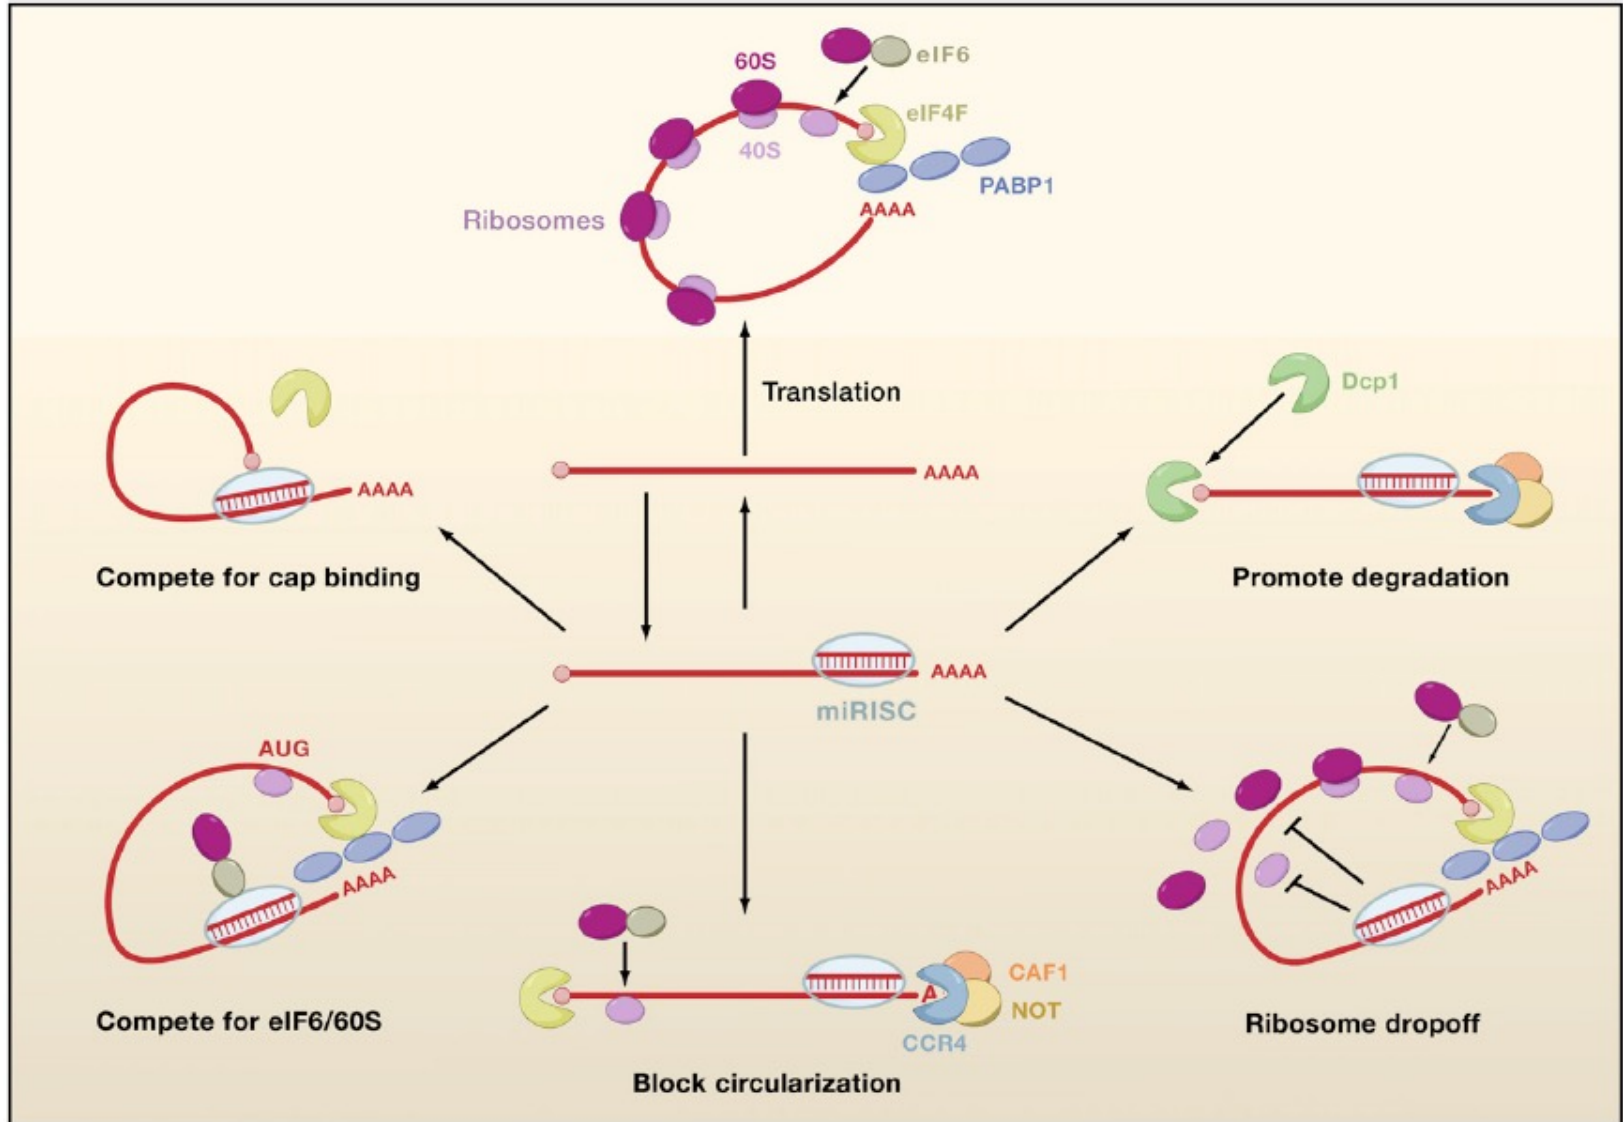 60S
eIF6
eIF4F
40S
PABP1
AAAA
Ribosomes
Translation
Dcp1
AAAA
AAAA
Compete for cap binding
Promote degradation
AAAA
miRISC
AUG
AAAA
AAAA
CAF1
A
NOT
CCR4
Compete for eIF6/60S
Ribosome dropoff
Block circularization